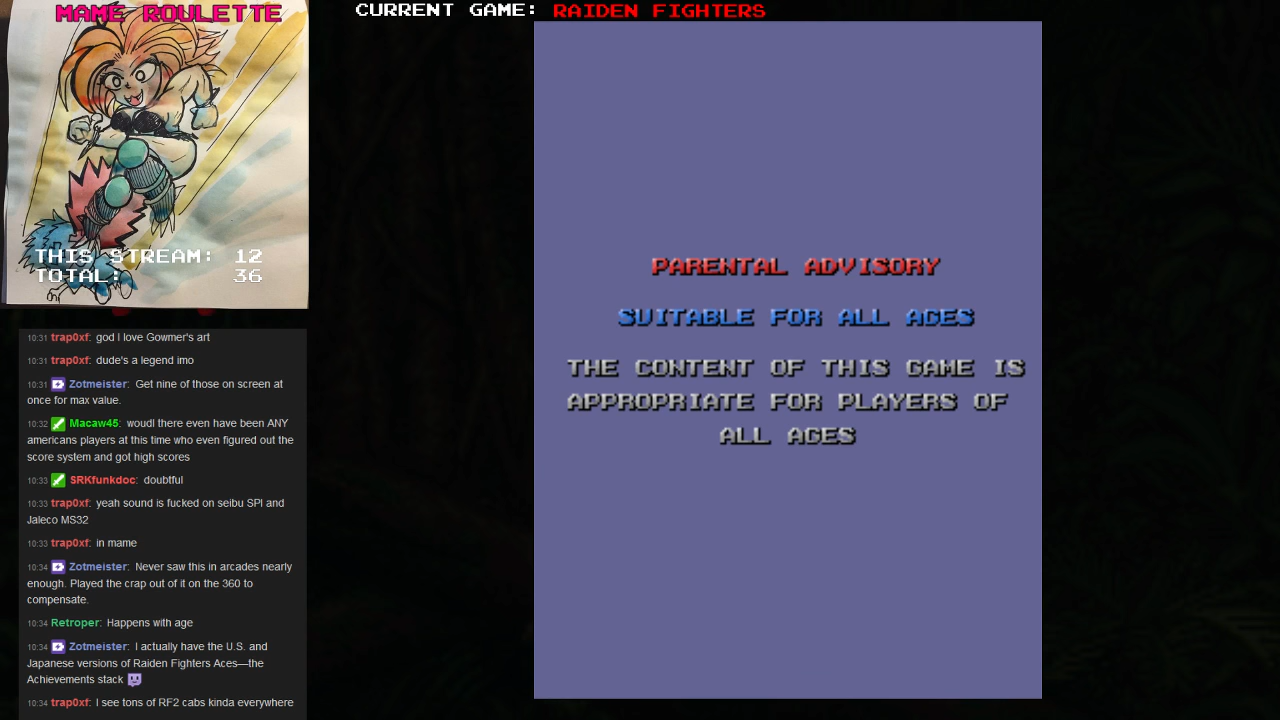 MAME ROULETTE
CURRENT GAME: RAIDEN FIGHTERS
THIS STREAM: 12
TOTAL: 36
PARENTAL ADVISORY
SUITABLE FOR ALL AGES
THE CONTENT OF THIS GAME IS
APPROPRIATE FOR PLAYERS OF
ALL AGES
10:31 trap0xf: god I love Gowmer's art
10:31 trap0xf: dude's a legend imo
10:31 Zotmeister: Get nine of those on screen at
once for max value.
10:32 Macaw45: woudl there even have been ANY
americans players at this time who even figured out the
score system and got high scores
10:33 SRKfunkdoc: doubtful
10:33 trap0xf: yeah sound is fucked on seibu SPI and
Jaleco MS32
10:33 trap0xf: in mame
10:34 Zotmeister: Never saw this in arcades nearly
enough. Played the crap out of it on the 360 to
compensate.
10:34 Retroper: Happens with age
10:34 Zotmeister: I actually have the U.S. and
Japanese versions of Raiden Fighters Aces—the
Achievements stack
10:34 trap0xf: I see tons of RF2 cabs kinda everywhere